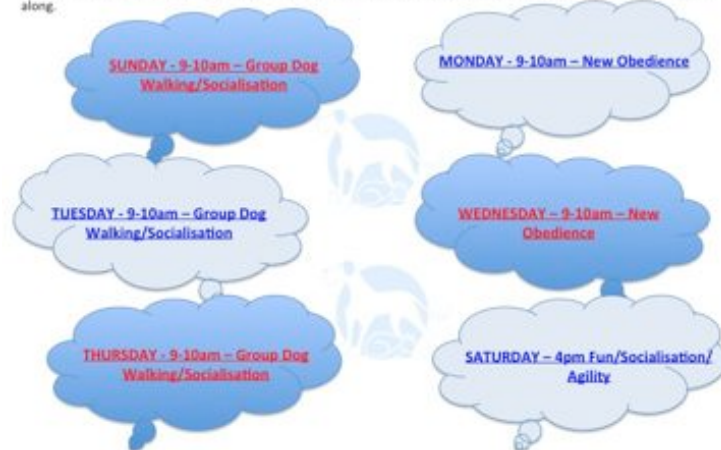 along.
SUNDAY - 9-10am – Group Dog
Walking/Socialisation
MONDAY - 9-10am – New Obedience
TUESDAY - 9-10am – Group Dog
Walking/Socialisation
WEDNESDAY – 9-10am – New
Obedience
THURSDAY - 9-10am – Group Dog
Walking/Socialisation
SATURDAY – 4pm Fun/Socialisation/
Agility